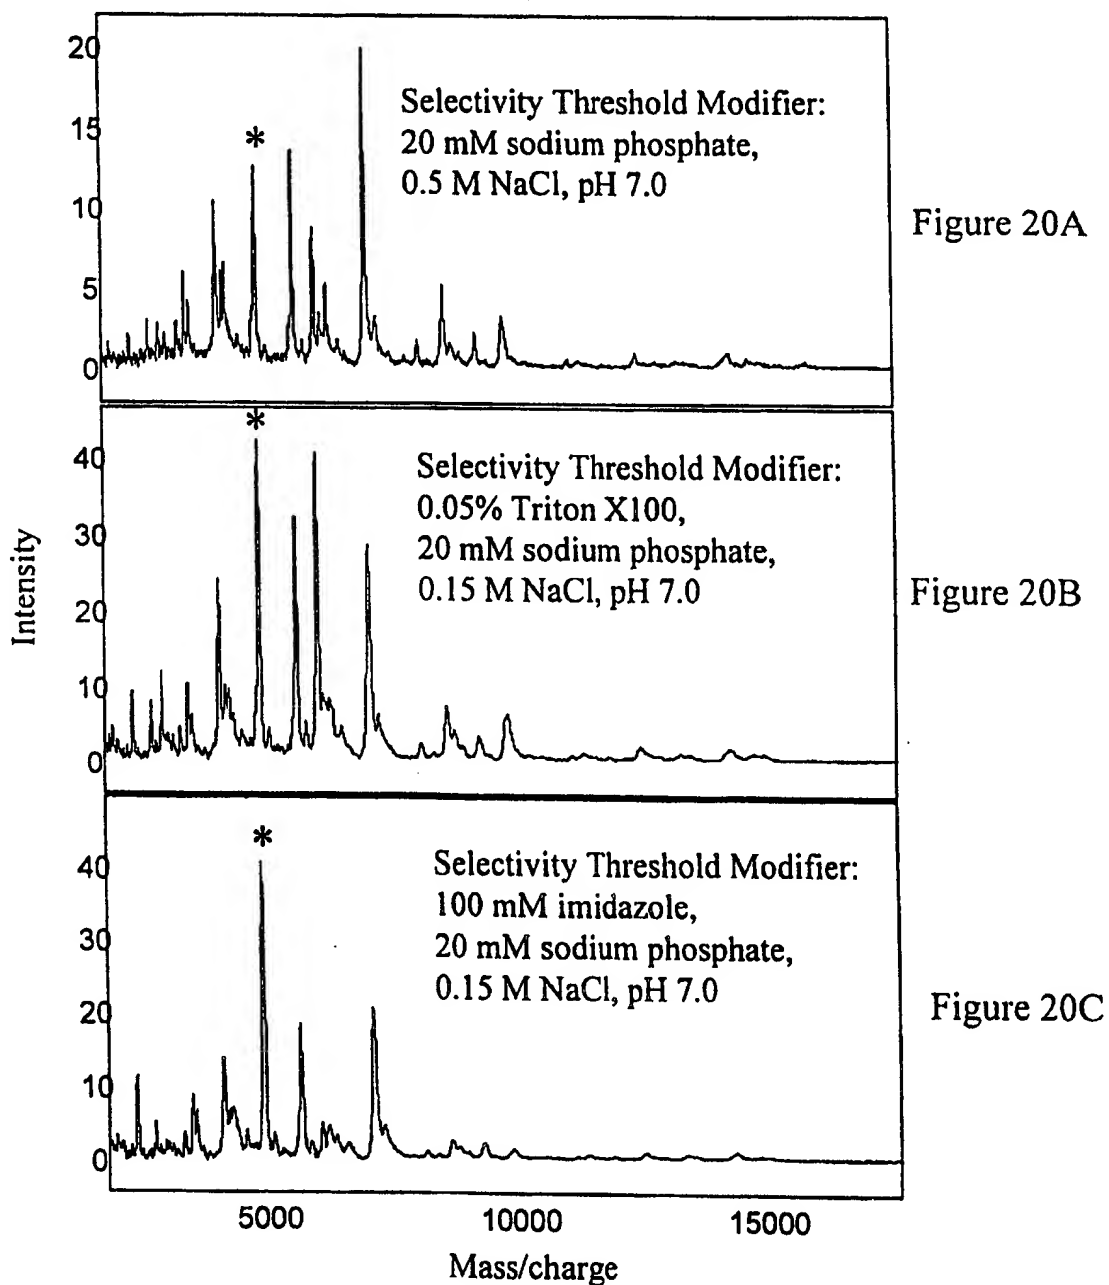 20
15
10
5
0
*
Selectivity Threshold Modifier:
20 mM sodium phosphate,
0.5 M NaCl, pH 7.0
Figure 20A
Intensity
40
30
20
10
0
*
Selectivity Threshold Modifier:
0.05% Triton X100,
20 mM sodium phosphate,
0.15 M NaCl, pH 7.0
Figure 20B
40
30
20
10
0
*
Selectivity Threshold Modifier:
100 mM imidazole,
20 mM sodium phosphate,
0.15 M NaCl, pH 7.0
Figure 20C
5000 10000 15000
Mass/charge